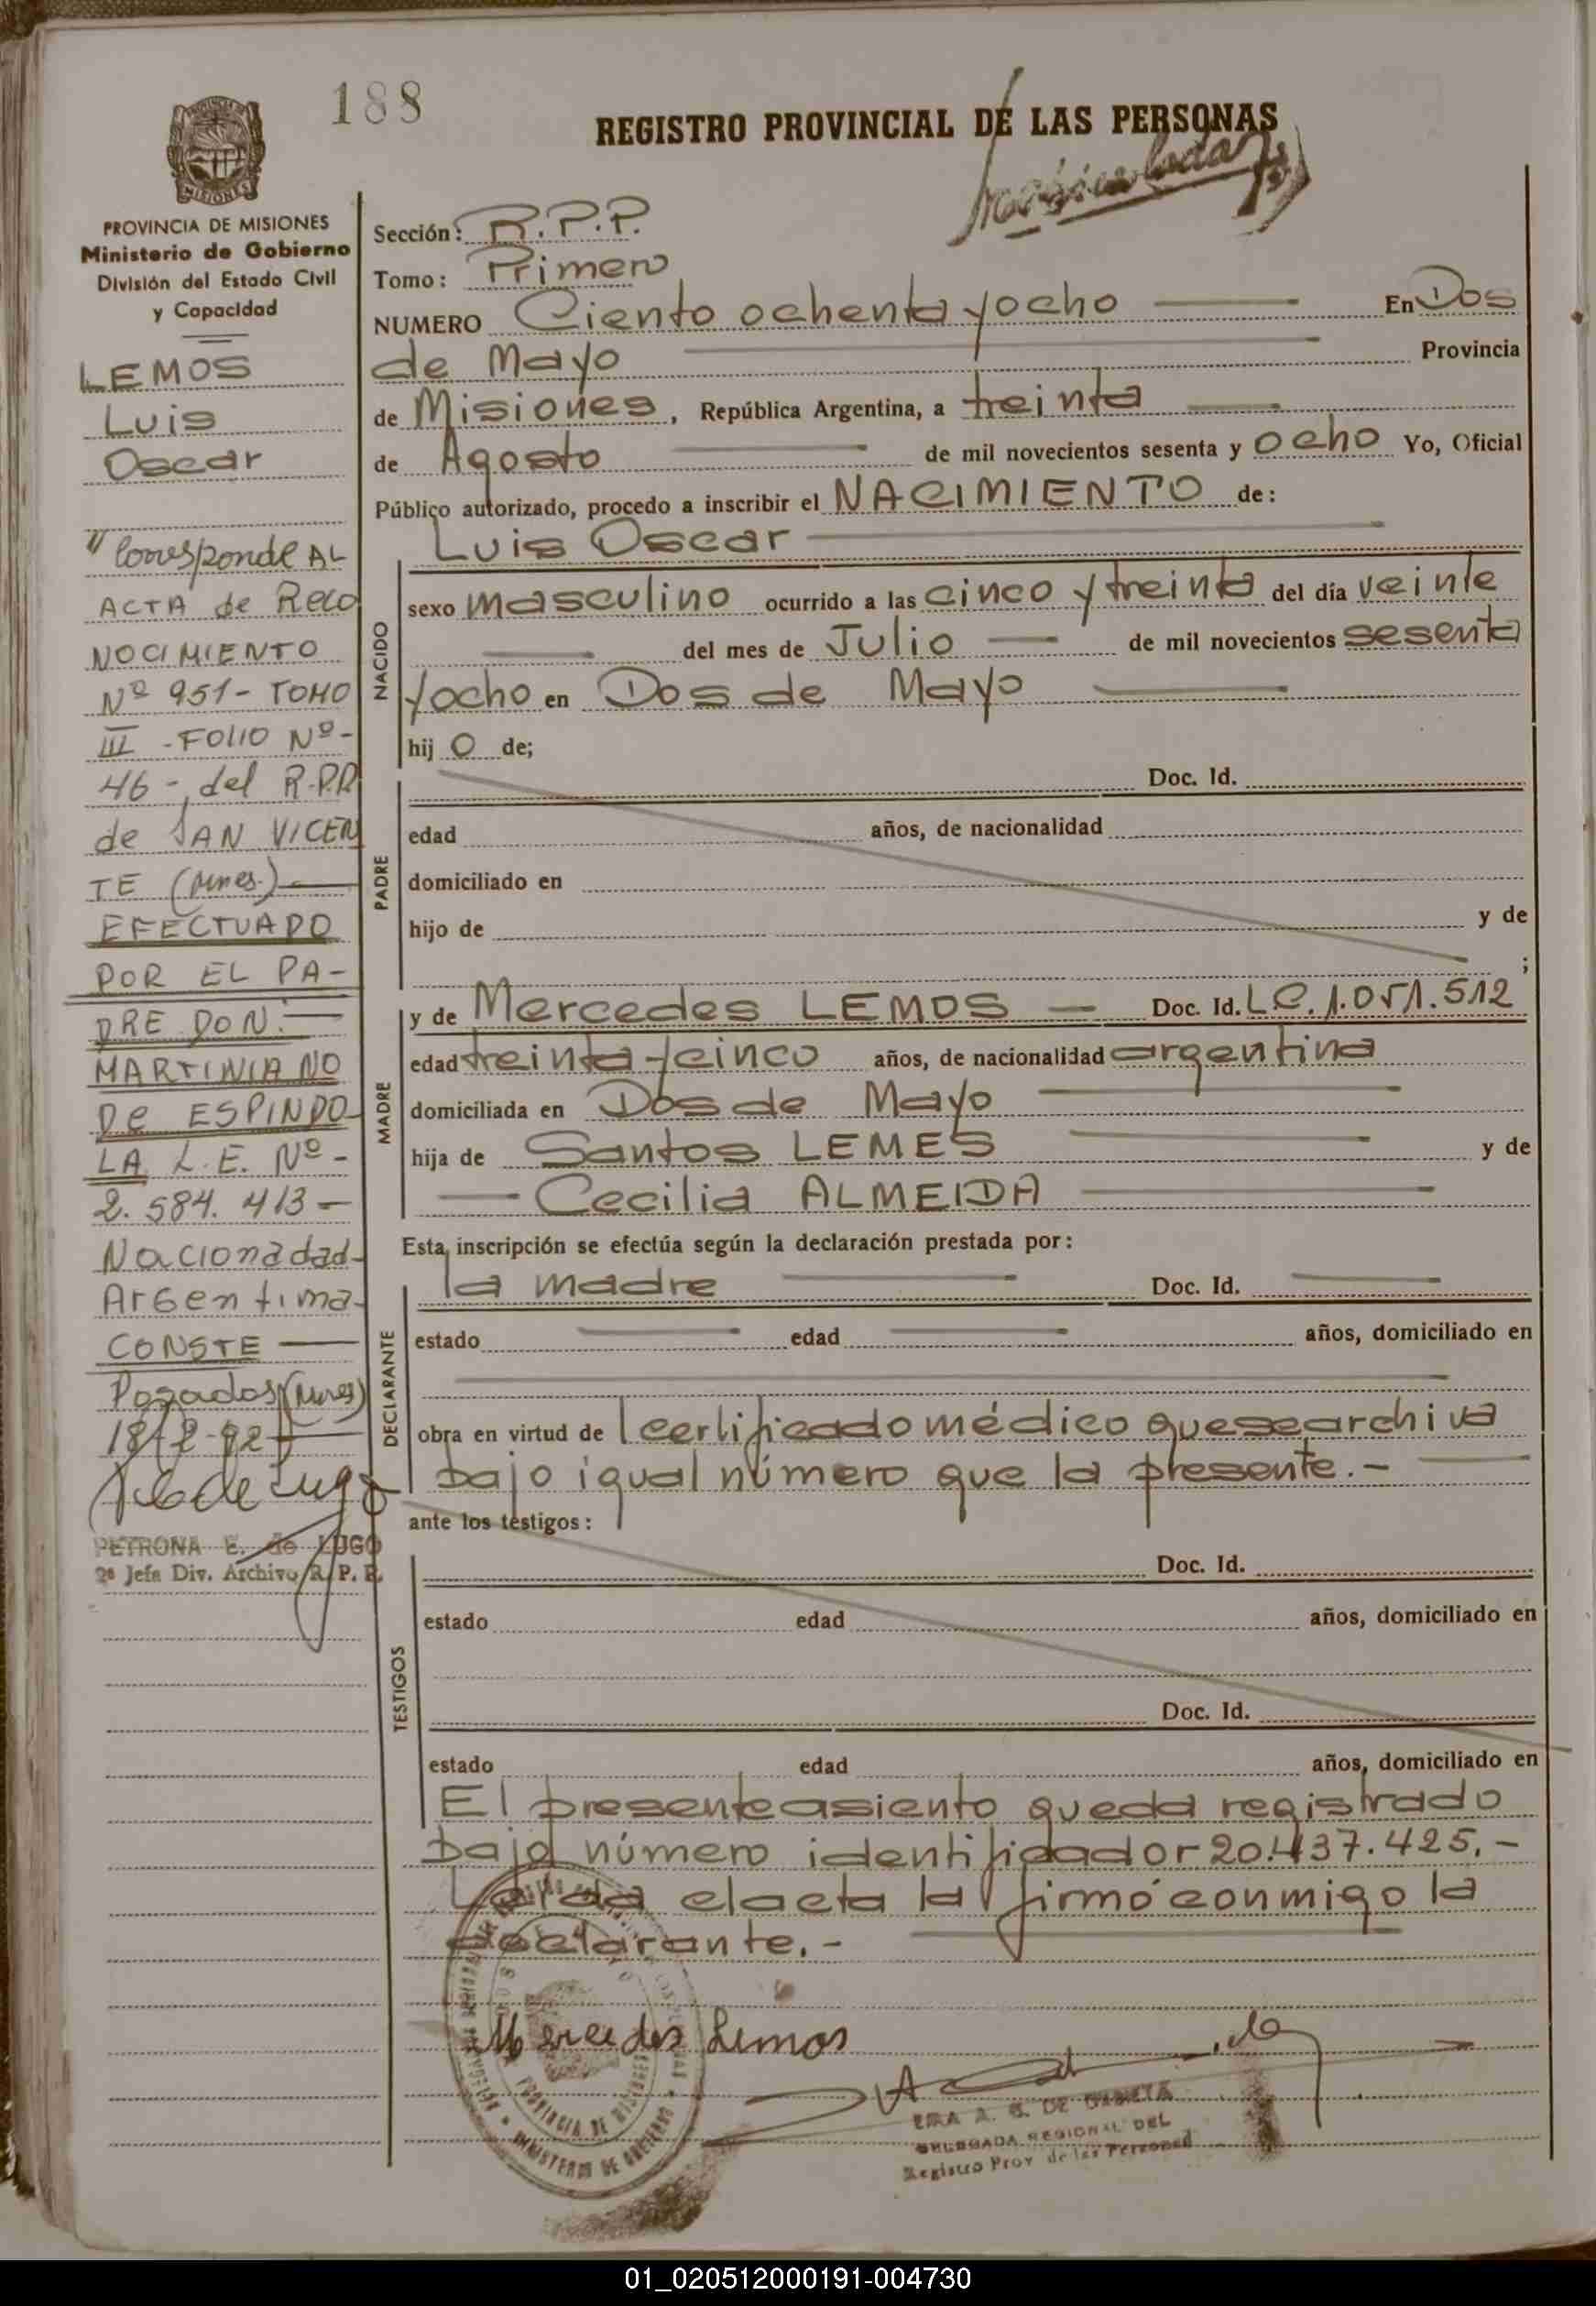 188
REGISTRO PROVINCIAL DE LAS PERSONAS
PROVINCIA DE MISIONES
Ministerio de Gobierno
División del Estado Civil
y Capacidad
LEMOS
Luis
Oscar
"Corresponde AL
ACTA de RECO
NOCIMIENTO
Nº 951 - TOMO
III - FOLIO Nº -
46 - del R.P.P.
de SAN VICEN
TE (Mnes.) -
EFECTUADO
POR EL PA-
DRE DON: -
MARTINIANO
De ESPINDO-
LA L.E. Nº -
2.584.413 -
Nacionadad-
Argentina-
CONSTE -
Posadas (Mnes)
PETRONA E. de LUGO
2ª Jefa Div. Archivo R. P. P.
Sección: R.P.P.
Tomo: Primero
NUMERO Ciento ochenta y ocho En Dos
de Mayo Provincia
de Misiones, República Argentina, a treinta
de Agosto de mil novecientos sesenta y ocho Yo, Oficial
Público autorizado, procedo a inscribir el NACIMIENTO de:
NACIDO
Luis Oscar
sexo masculino ocurrido a las cinco y treinta del día veinte
del mes de Julio de mil novecientos sesenta
y ocho en Dos de Mayo
hij o de;
PADRE
Doc. Id.
edad años, de nacionalidad
domiciliado en
hijo de y de
;
MADRE
y de Mercedes LEMOS - Doc. Id. L.C. 1.051.512
edad treinta y cinco años, de nacionalidad argentina
domiciliada en Dos de Mayo
hija de Santos LEMES y de
Cecilia ALMEIDA
Esta inscripción se efectúa según la declaración prestada por:
DECLARANTE
la madre Doc. Id.
estado edad años, domiciliado en
obra en virtud de l certificado médico que se archiva
bajo igual número que la presente.-
ante los testigos:
TESTIGOS
Doc. Id.
estado edad años, domiciliado en
Doc. Id.
estado edad años, domiciliado en
El presente asiento queda registrado
bajo número identificador 20.437.425.-
Leída el acta la firmó conmigo la
declarante.-
Mercedes Lemos
DELEGADA REGIONAL DEL
Registro Prov. de las Personas
PROVINCIA DE MISIONES
MINISTERIO DE GOBIERNO
01_020512000191-004730